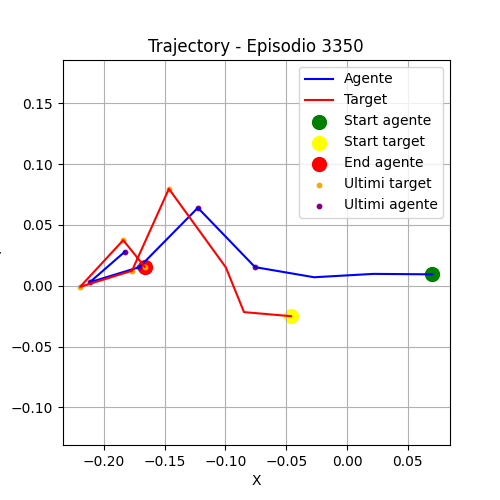 Trajectory - Episodio 3350
Agente
Target
Start agente
Start target
End agente
Ultimi target
Ultimi agente
0.15
0.10
0.05
0.00
−0.05
−0.10
−0.20
−0.15
−0.10
−0.05
0.00
0.05
X